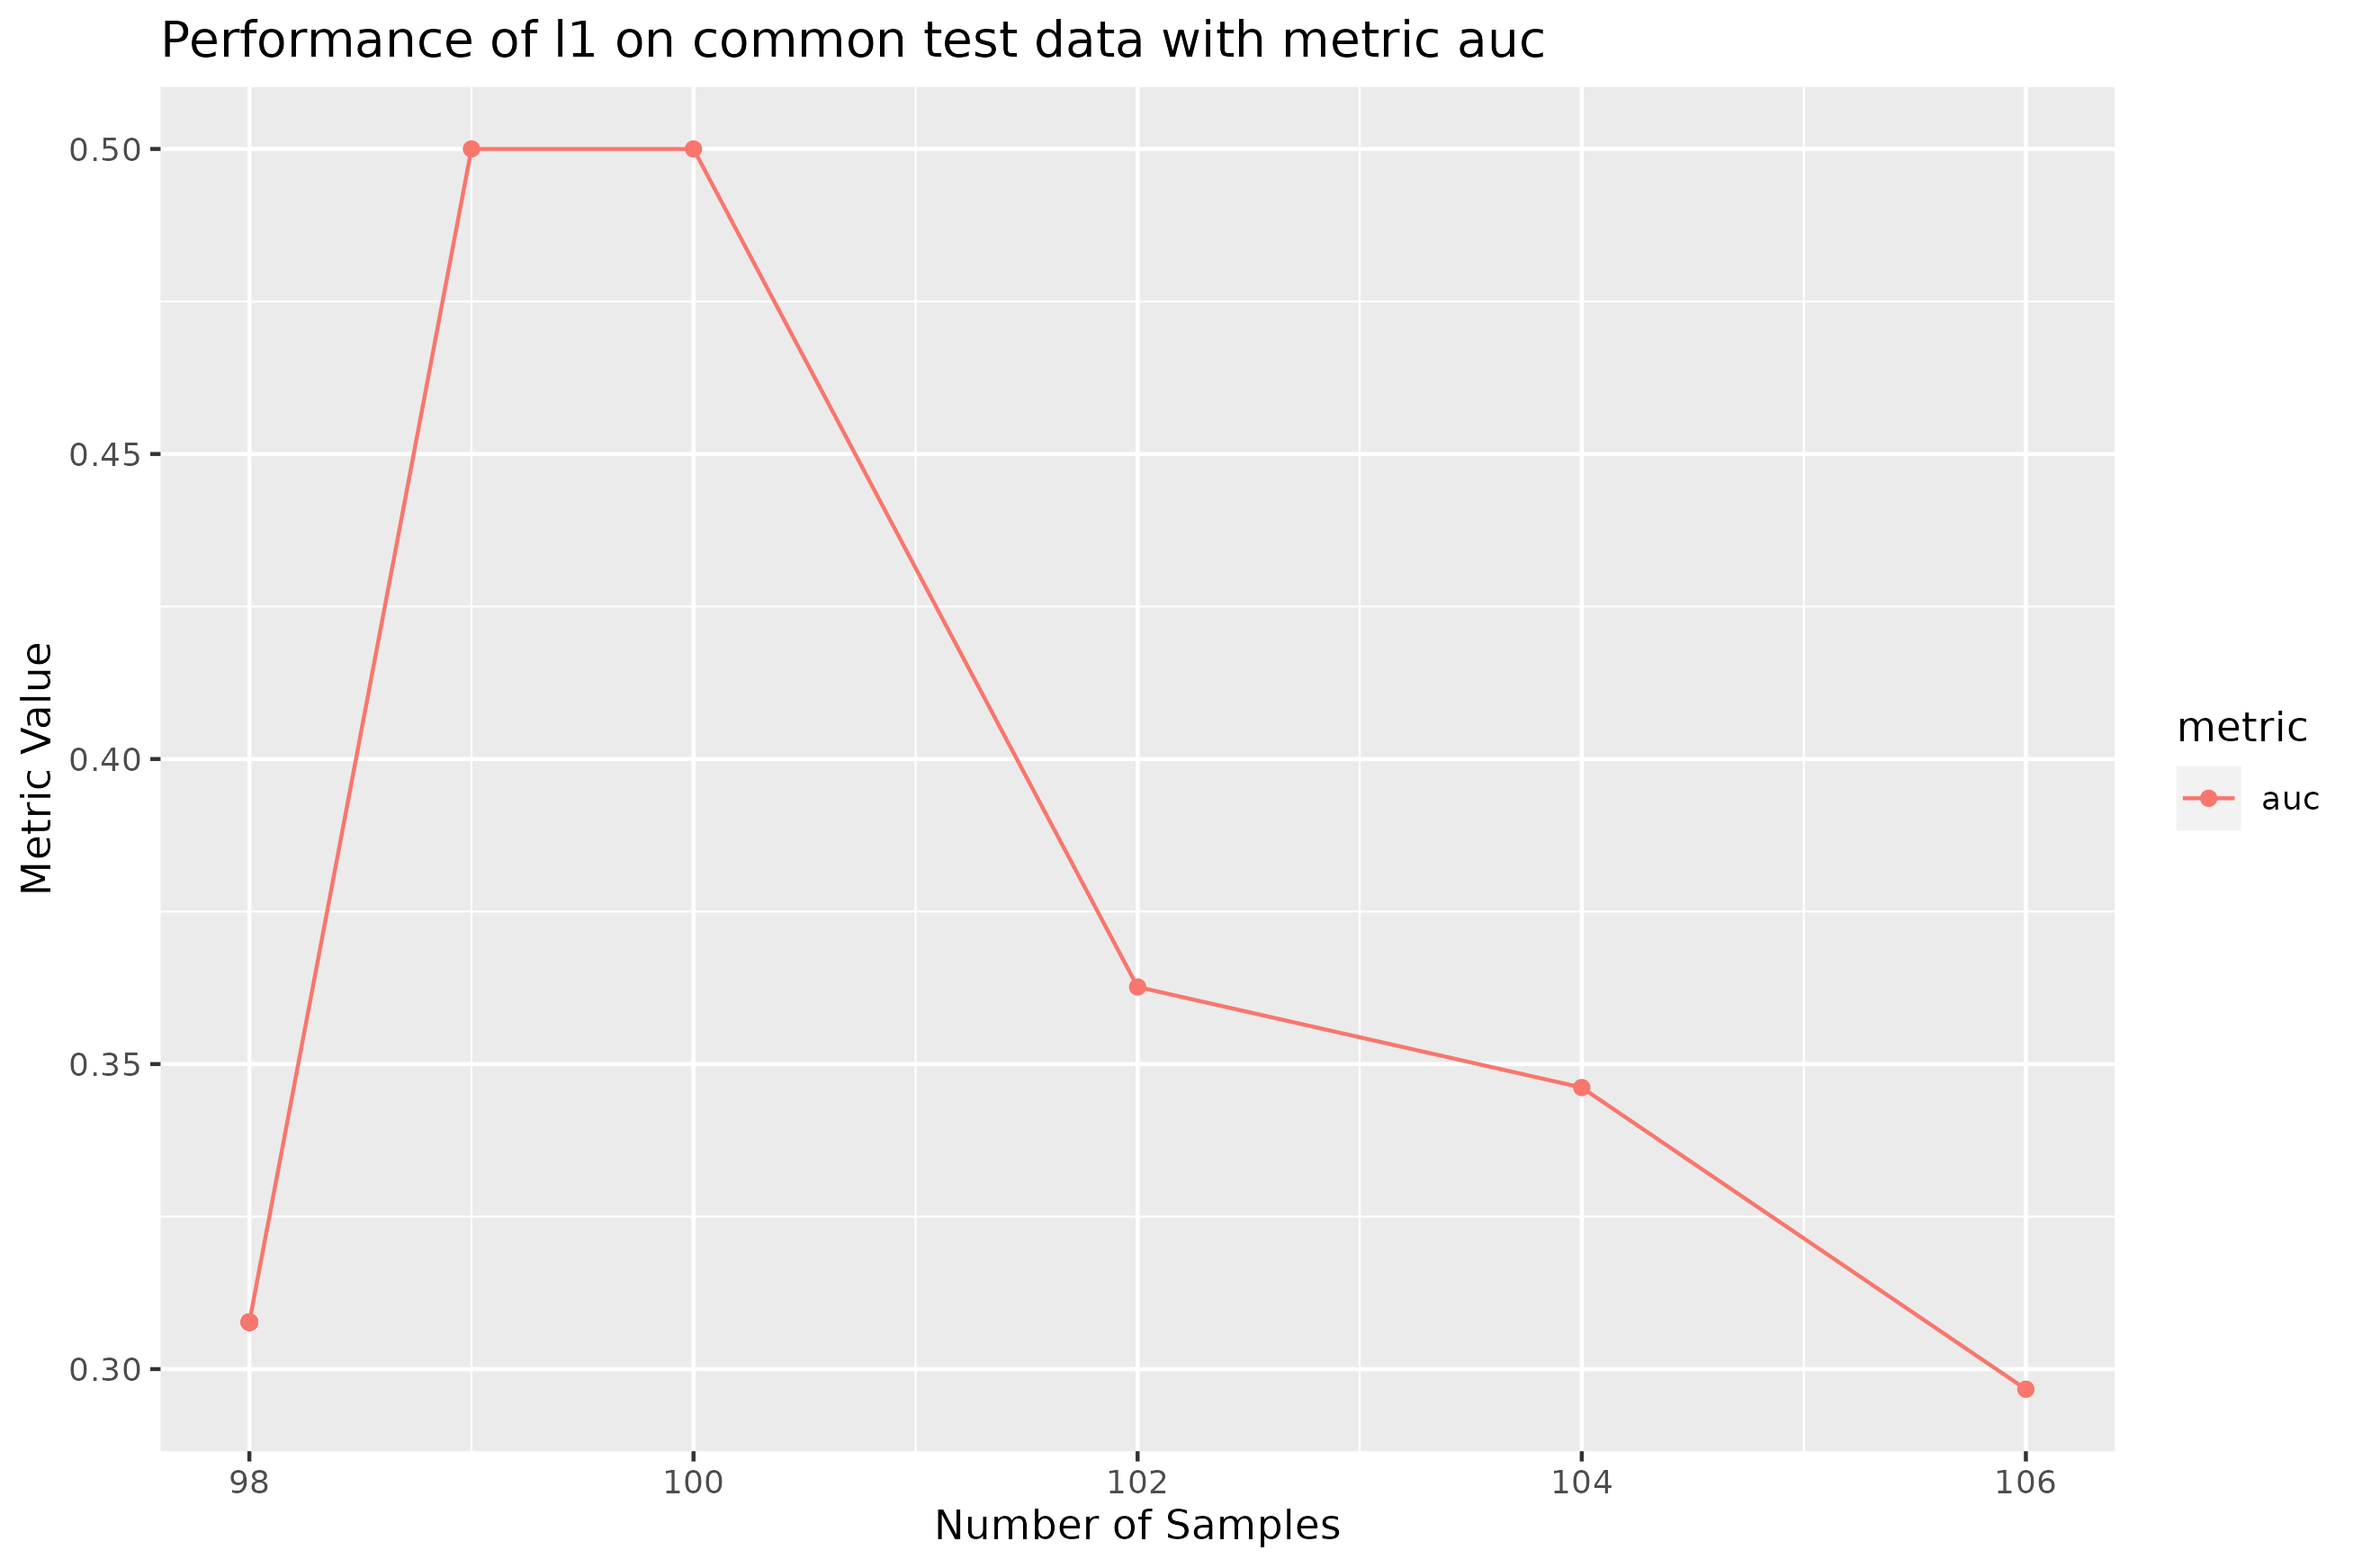 Performance of l1 on common test data with metric auc
0.50
0.45
0.40
0.35
0.30
Metric Value
98 100 102 104 106
Number of Samples
metric
auc